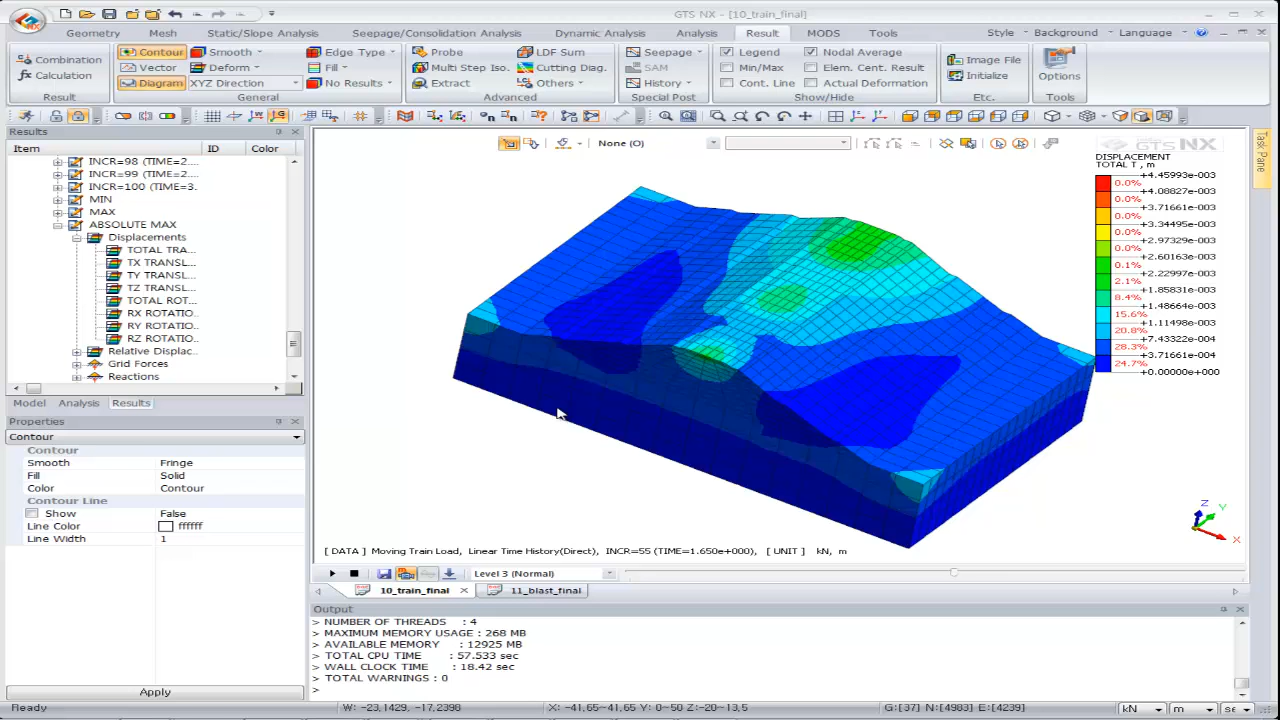 GTS NX - [10_train_final]
Geometry Mesh Static/Slope Analysis Seepage/Consolidation Analysis Dynamic Analysis Analysis Result MODS Tools Style Background Language
Combination
Calculation
Result
Contour Smooth Edge Type
Vector Deform Fill
Diagram XYZ Direction No Results
General
Probe LDF Sum
Multi Step Iso. Cutting Diag.
Extract Others
Advanced
Seepage
SAM
History
Special Post
Legend Nodal Aver.
Min/Max Elem. Cent. Result
Cont. Line Actual Deformation
Show/Hide
Image File
Initialize
Etc.
Options
Tools
Results
Item ID Color
INCR=98 (TIME=2....
INCR=99 (TIME=2....
INCR=100 (TIME=3.
MIN
MAX
ABSOLUTE MAX
Displacements
TOTAL TRA...
TX TRANSL...
TY TRANSL...
TZ TRANSL...
TOTAL ROT...
RX ROTATIO..
RY ROTATIO..
RZ ROTATIO..
Relative Displac...
Grid Forces
Reactions
Model Analysis Results
Properties
Contour
Contour
Smooth Fringe
Fill Solid
Color Contour
Contour Line
Show False
Line Color ffffff
Line Width 1
Apply
None (O)
GTS NX
DISPLACEMENT
TOTAL T , m
+4.45993e-003
0.0%
+4.08827e-003
0.0%
+3.71661e-003
0.0%
+3.34494e-003
0.0%
+2.97329e-003
0.0%
+2.60163e-003
0.1%
+2.22997e-003
2.1%
+1.85831e-003
8.4%
+1.48664e-003
15.6%
+1.11498e-003
20.8%
+7.43322e-004
28.3%
+3.71661e-004
24.7%
+0.00000e+000
Z
Y
X
[ DATA ] Moving Train Load, Linear Time History(Direct), INCR=55 (TIME=1.650e+000), [ UNIT ] kN, m
Level 3 (Normal)
10_train_final 11_blast_final
Output
> NUMBER OF THREADS : 4
> MAXIMUM MEMORY USAGE : 268 MB
> AVAILABLE MEMORY : 12925 MB
> TOTAL CPU TIME : 57.533 sec
> WALL CLOCK TIME : 18.42 sec
> TOTAL WARNINGS : 0
>
Task Pane
Ready W: -23,1429, -17,2398 X: -41,65~41,65 Y: 0~50 Z:-20~13,5 G:[37] N:[4983] E:[4239] kN m se